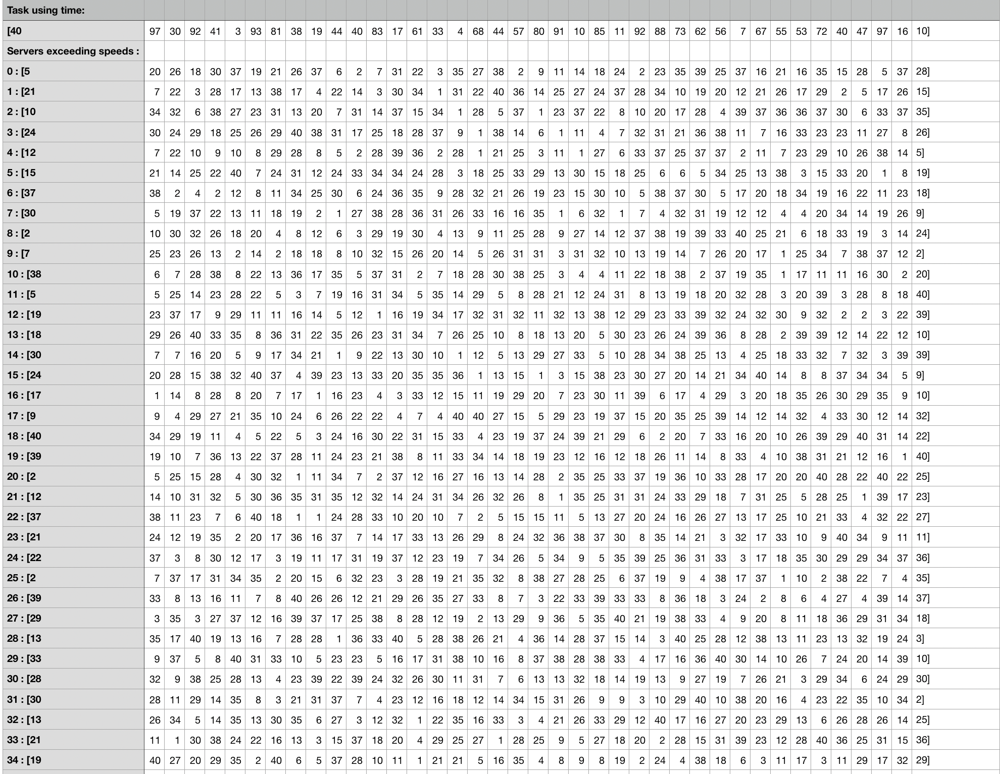 Task using time:
[40 97 30 92 41 3 93 81 38 19 44 40 83 17 61 33 4 68 44 57 80 91 10 85 11 92 88 73 62 56 7 67 55 53 72 40 47 97 16 10]
Servers exceeding speeds :
0 : [5 20 26 18 30 37 19 21 26 37 6 2 7 31 22 3 35 27 38 2 9 11 14 18 24 2 23 35 39 25 37 16 21 16 35 15 28 5 37 28]
1 : [21 7 22 3 28 17 13 38 17 4 22 14 3 30 34 1 31 22 40 36 14 25 27 24 37 28 34 10 19 20 12 21 26 17 29 2 5 17 26 15]
2 : [10 34 32 6 38 27 23 31 13 20 7 31 14 37 15 34 1 28 5 37 1 23 37 22 8 10 20 17 28 4 39 37 36 36 37 30 6 33 37 35]
3 : [24 30 24 29 18 25 26 29 40 38 31 17 25 18 28 37 9 1 38 14 6 1 11 4 7 32 31 21 36 38 11 7 16 33 23 23 11 27 8 26]
4 : [12 7 22 10 9 10 8 29 28 8 5 2 28 39 36 2 28 1 21 25 3 11 1 27 6 33 37 25 37 37 2 11 7 23 29 10 26 38 14 5]
5 : [15 21 14 25 22 40 7 24 31 12 24 33 34 34 24 28 3 18 25 33 29 13 30 15 18 25 6 6 5 34 25 13 38 3 15 33 20 1 8 19]
6 : [37 38 2 4 2 12 8 11 34 25 30 6 24 36 35 9 28 32 21 26 19 23 15 30 10 5 38 37 30 5 17 20 18 34 19 16 22 11 23 18]
7 : [30 5 19 37 22 13 11 18 19 2 1 27 38 28 36 31 26 33 16 16 35 1 6 32 1 7 4 32 31 19 12 12 4 4 20 34 14 19 26 9]
8 : [2 10 30 32 26 18 20 4 8 12 6 3 29 19 30 4 13 9 11 25 28 9 27 14 12 37 38 19 39 33 40 25 21 6 18 33 19 3 14 24]
9 : [7 25 23 26 13 2 14 2 18 18 8 10 32 15 26 20 14 5 26 31 31 3 31 32 10 13 19 14 7 26 20 17 1 25 34 7 38 37 12 2]
10 : [38 6 7 28 38 8 22 13 36 17 35 5 37 31 2 7 18 28 30 38 25 3 4 4 11 22 18 38 2 37 19 35 1 17 11 11 16 30 2 20]
11 : [5 5 25 14 23 28 22 5 3 7 19 16 31 34 5 35 14 29 5 8 28 21 12 24 31 8 13 19 18 20 32 28 3 20 39 3 28 8 18 40]
12 : [19 23 37 17 9 29 11 11 16 14 5 12 1 16 19 34 17 32 31 32 11 32 13 38 12 29 23 33 39 32 24 32 30 9 32 2 2 3 22 39]
13 : [18 29 26 40 33 35 8 36 31 22 35 26 23 31 34 7 26 25 10 8 18 13 20 5 30 23 26 24 39 36 8 28 2 39 39 12 14 22 12 10]
14 : [30 7 7 16 20 5 9 17 34 21 1 9 22 13 30 10 1 12 5 13 29 27 33 5 10 28 34 38 25 13 4 25 18 33 32 7 32 3 39 39]
15 : [24 20 28 15 38 32 40 37 4 39 23 13 33 20 35 35 36 1 13 15 1 3 15 38 23 30 27 20 14 21 34 40 14 8 8 37 34 34 5 9]
16 : [17 1 14 8 28 8 20 7 17 1 16 23 4 3 33 12 15 11 19 29 20 7 23 30 11 39 6 17 4 29 3 20 18 35 26 30 29 35 9 10]
17 : [9 9 4 29 27 21 35 10 24 6 26 22 22 4 7 4 40 40 27 15 5 29 23 19 37 15 20 35 25 39 14 12 14 32 4 33 30 12 14 32]
18 : [40 34 29 19 11 4 5 22 5 3 24 16 30 22 31 15 33 4 23 19 37 24 39 21 29 6 2 20 7 33 16 20 10 26 39 29 40 31 14 22]
19 : [39 19 10 7 36 13 22 37 28 11 24 23 21 38 8 11 33 34 14 18 19 23 12 16 12 18 26 11 14 8 33 4 10 38 31 21 12 16 1 40]
20 : [2 5 25 15 28 4 30 32 1 11 34 7 2 37 12 16 27 16 13 14 28 2 35 25 33 37 19 36 10 33 28 17 20 20 40 28 22 40 22 25]
21 : [12 14 10 31 32 5 30 36 35 31 35 12 32 14 24 31 34 26 32 26 8 1 35 25 31 31 24 33 29 18 7 31 25 5 28 25 1 39 17 23]
22 : [37 38 11 23 7 6 40 18 1 1 24 28 33 10 20 10 7 2 5 15 15 11 5 13 27 20 24 16 26 27 13 17 25 10 21 33 4 32 22 27]
23 : [21 24 12 19 35 2 20 17 36 16 37 7 14 17 33 13 26 29 8 24 32 36 38 37 30 8 35 14 21 3 32 17 33 10 9 40 34 9 11 11]
24 : [22 37 3 8 30 12 17 3 19 11 17 31 19 37 12 23 19 7 34 26 5 34 9 5 35 39 25 36 31 33 3 17 18 35 30 29 29 34 37 36]
25 : [2 7 37 17 31 34 35 2 20 15 6 32 23 3 28 19 21 35 32 8 38 27 28 25 6 37 19 9 4 38 17 37 1 10 2 38 22 7 4 35]
26 : [39 33 8 13 16 11 7 8 40 26 26 12 21 29 26 35 27 33 8 7 3 22 33 39 33 33 8 36 18 3 24 2 8 6 4 27 4 39 14 37]
27 : [29 3 35 3 27 37 12 16 39 37 17 25 38 8 28 12 19 2 13 29 9 36 5 35 40 21 19 38 33 4 9 20 8 11 18 36 29 31 34 18]
28 : [13 35 17 40 19 13 16 7 28 28 1 36 33 40 5 28 38 26 21 4 36 14 28 37 15 14 3 40 25 28 12 38 13 11 23 13 32 19 24 3]
29 : [33 9 37 5 8 40 31 33 10 5 23 23 5 16 17 31 38 10 16 8 37 38 28 38 33 4 17 16 36 40 30 14 10 26 7 24 20 14 39 10]
30 : [28 32 9 38 25 28 13 4 23 39 22 39 24 32 26 30 11 31 7 6 13 13 32 18 14 19 13 9 27 19 7 26 21 3 29 34 6 24 29 30]
31 : [30 28 11 29 14 35 8 3 21 31 37 7 4 23 12 16 18 12 14 34 15 31 26 9 9 3 10 29 40 10 38 20 16 4 23 22 35 10 34 2]
32 : [13 26 34 5 14 35 13 30 35 6 27 3 12 32 1 22 35 16 33 3 4 21 26 33 29 12 40 17 16 27 20 23 29 13 6 26 28 26 14 25]
33 : [21 11 1 30 38 24 22 16 13 3 15 37 18 20 4 29 25 27 1 28 25 9 5 27 18 20 2 28 15 31 39 23 12 28 40 36 25 31 15 36]
34 : [19 40 27 20 29 35 2 40 6 5 37 28 10 11 1 21 21 5 16 35 4 8 9 8 19 2 24 4 38 18 6 3 11 17 3 11 29 17 32 29]